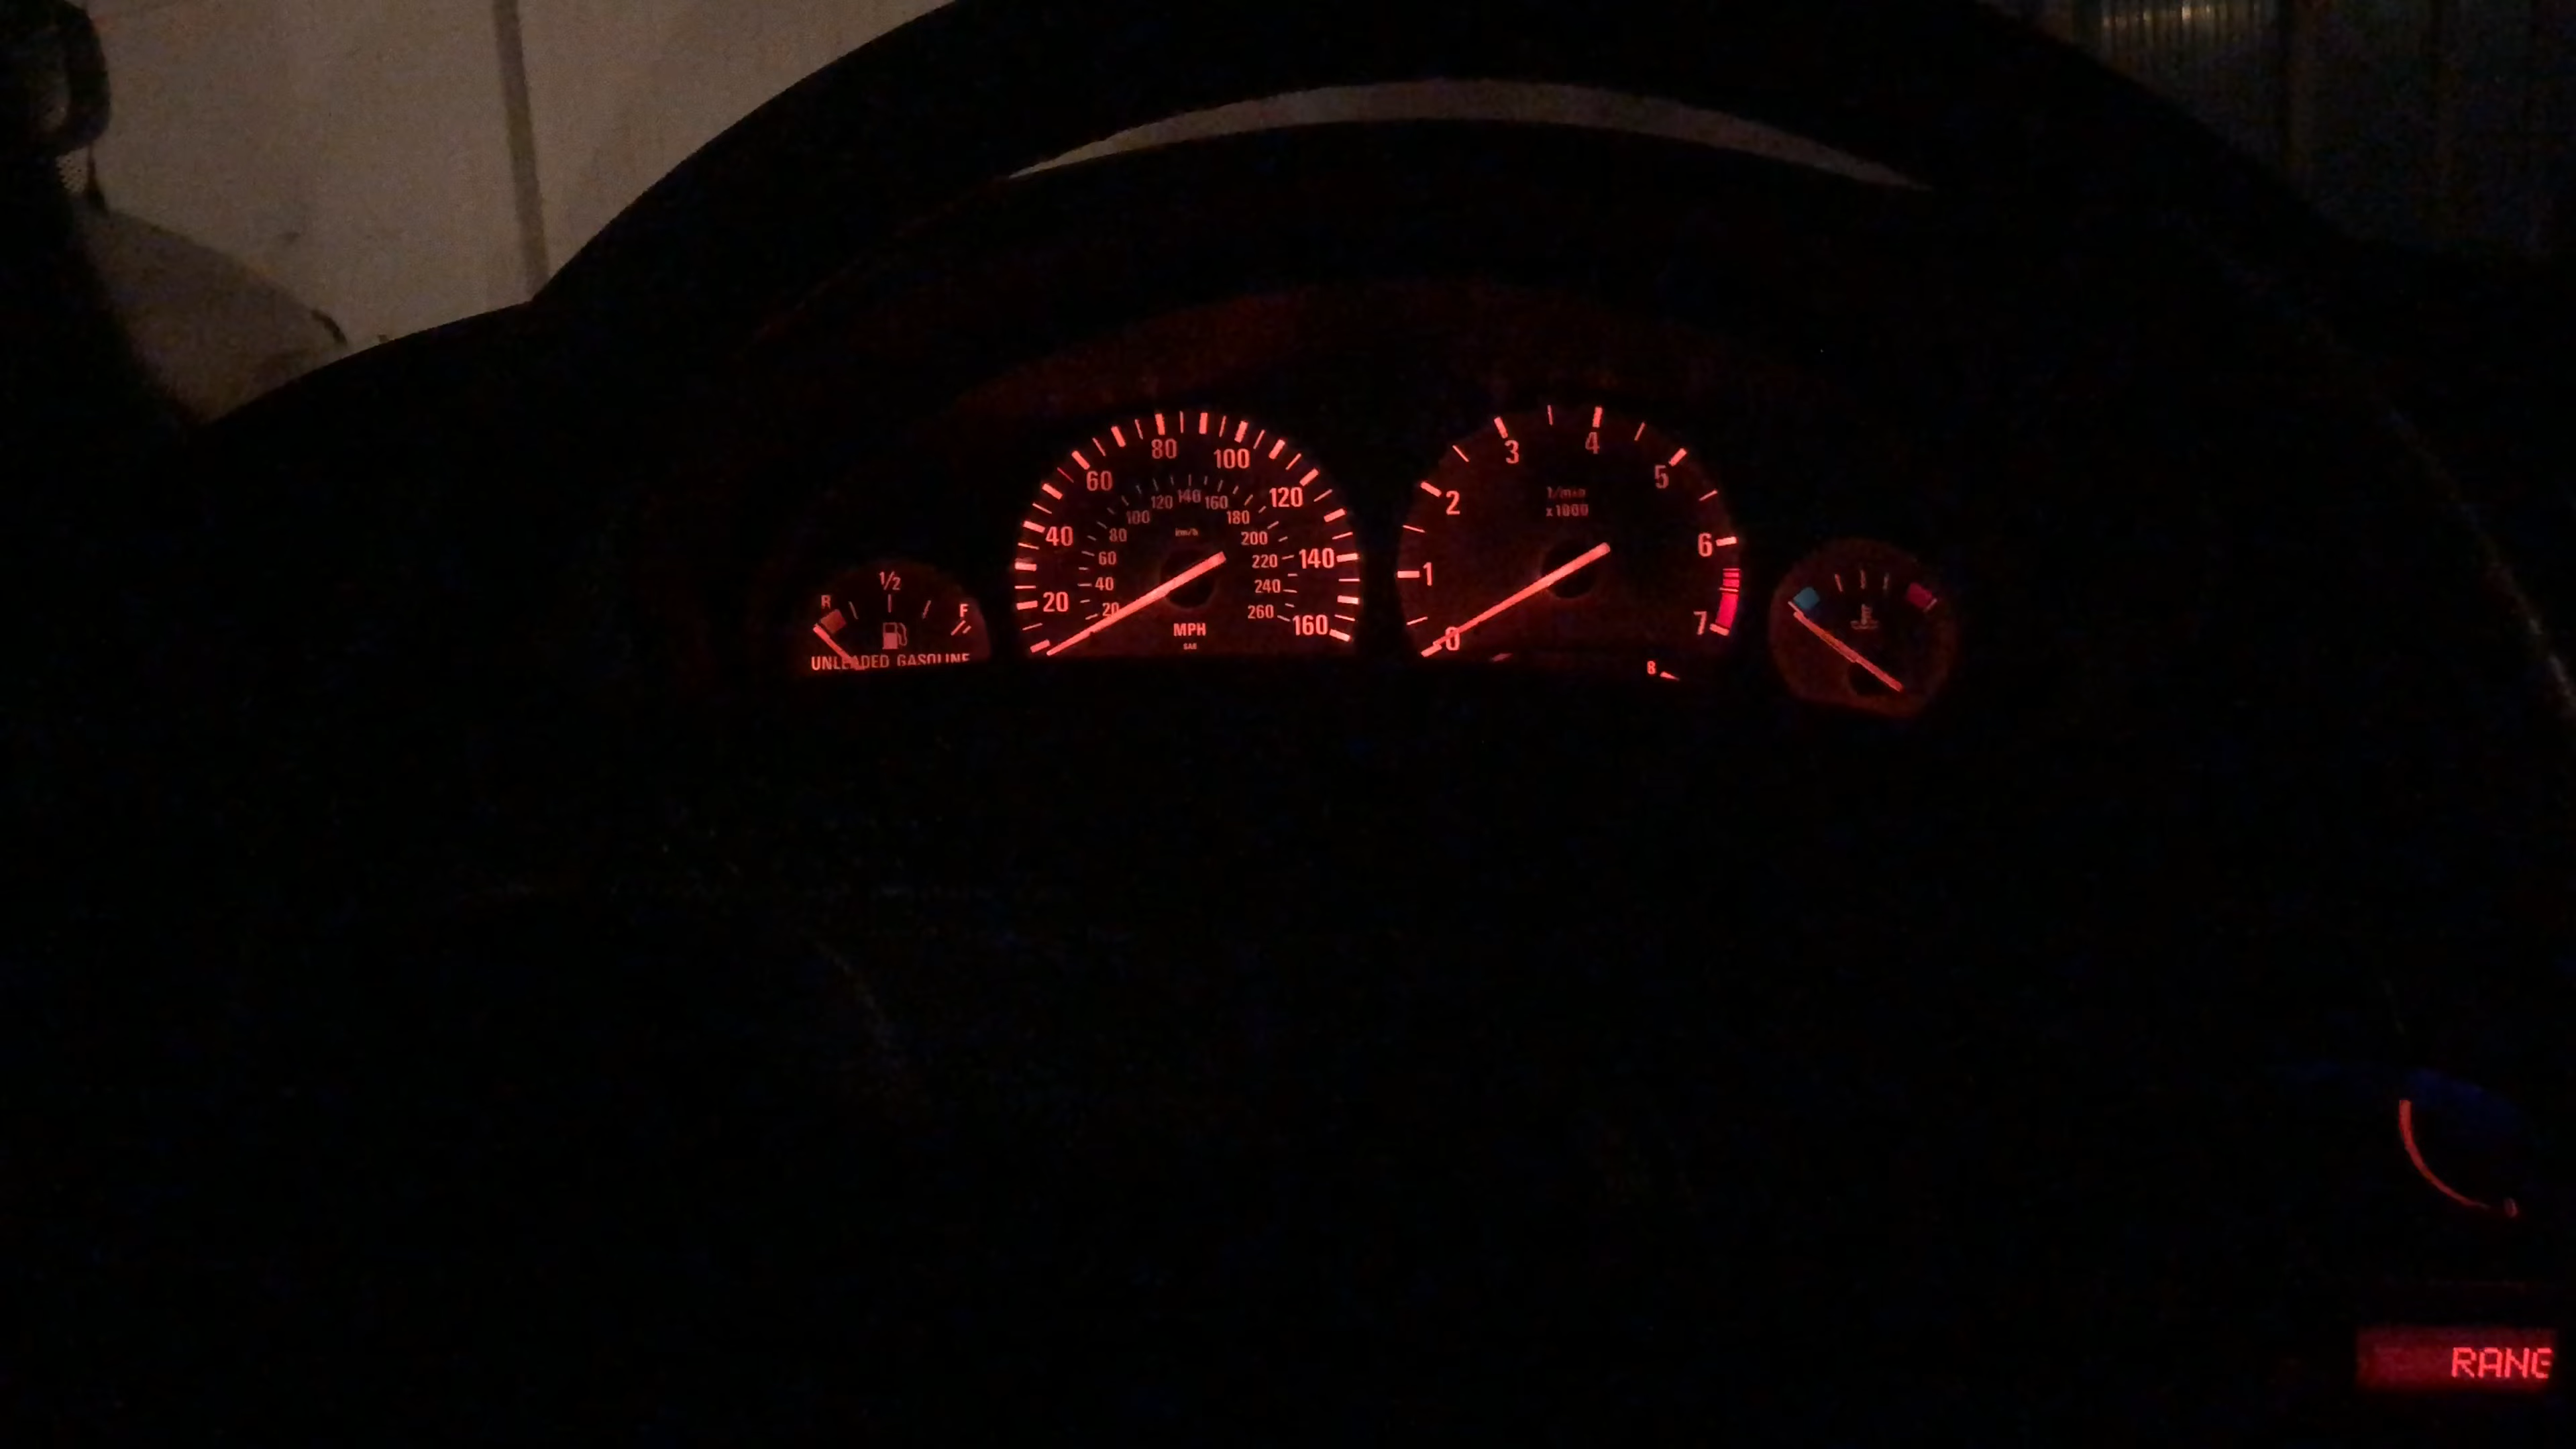 R 1/2 F
UNLEADED GASOLINE
20 40 60 80 100 120 140 160
20 40 60 80 100 120 140 160 180 200 220 240 260
km/h
MPH
0 1 2 3 4 5 6 7
1/min
x1000
8
RANG